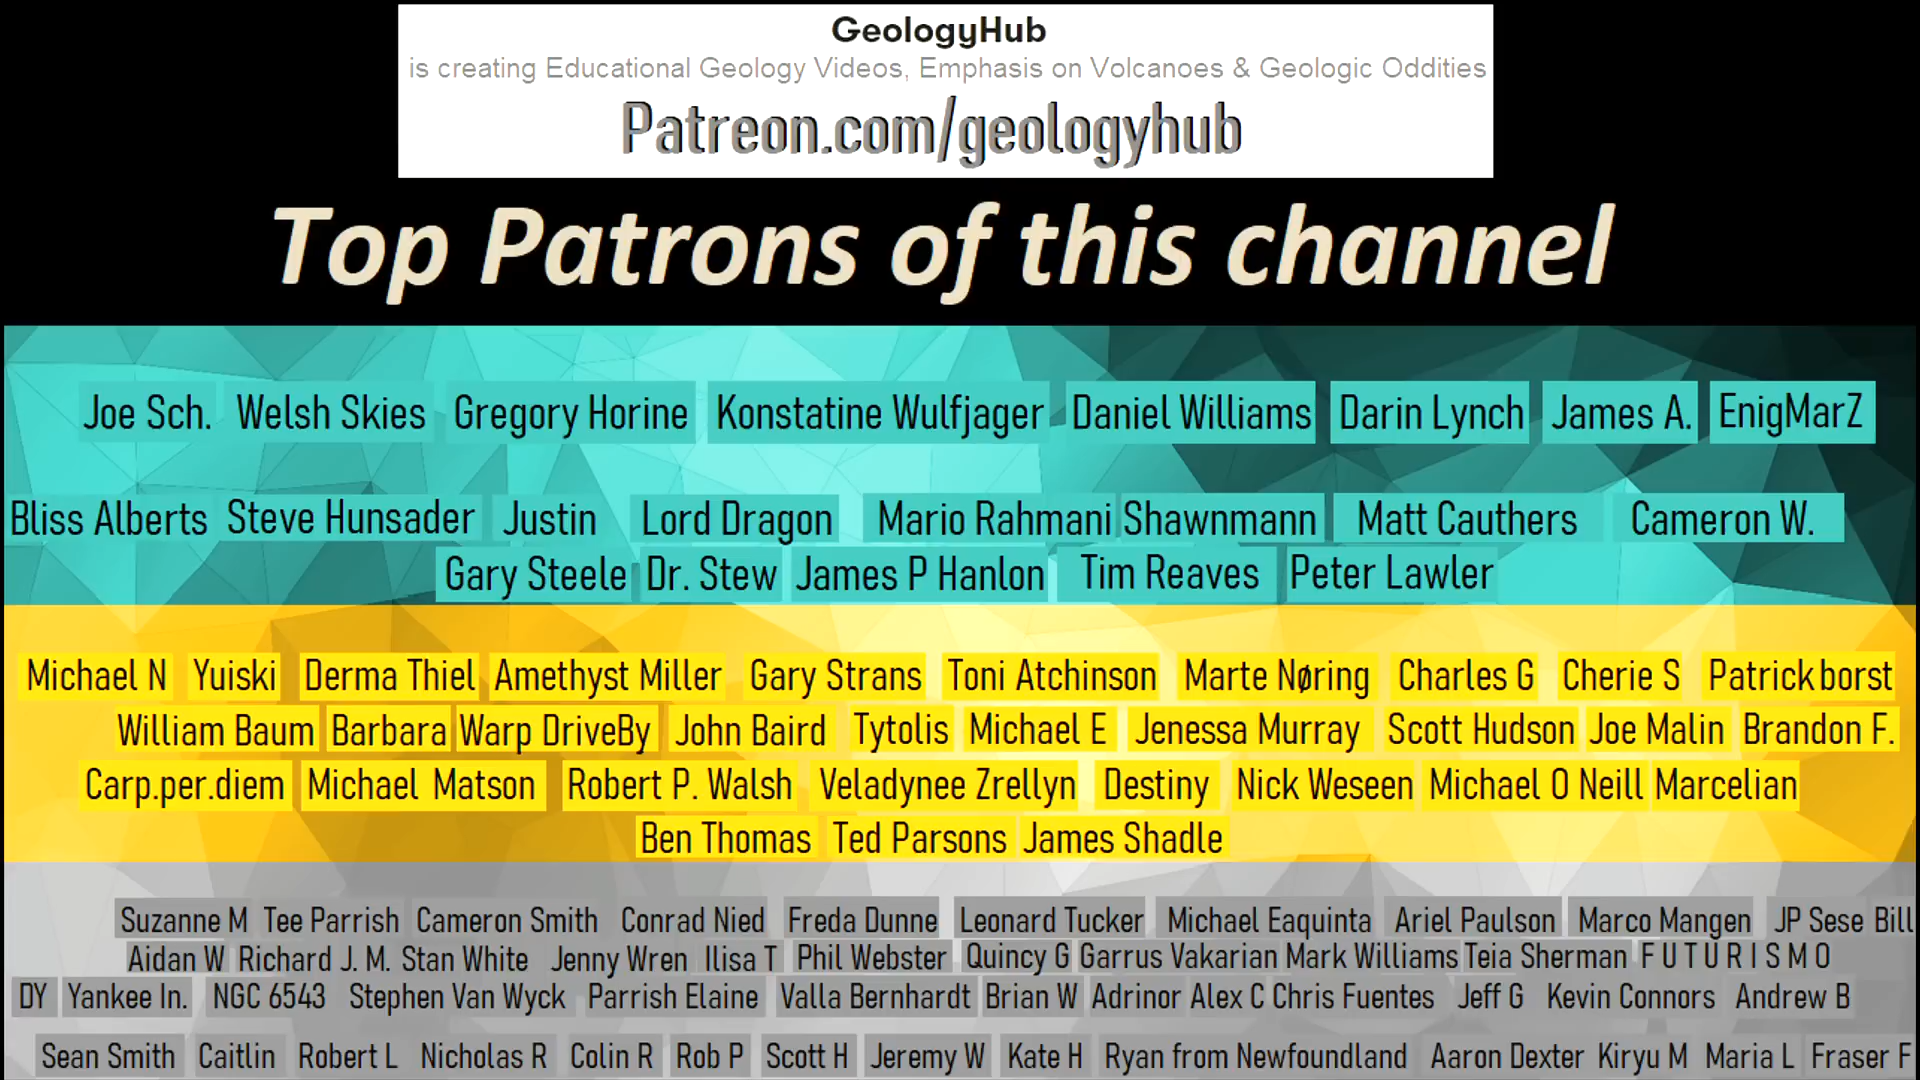 GeologyHub
is creating Educational Geology Videos, Emphasis on Volcanoes & Geologic Oddities
Patreon.com/geologyhub
Top Patrons of this channel
Joe Sch. Welsh Skies Gregory Horine Konstatine Wulfjager Daniel Williams Darin Lynch James A. EnigMarZ
Bliss Alberts Steve Hunsader Justin Lord Dragon Mario Rahmani Shawnmann Matt Cauthers Cameron W.
Gary Steele Dr. Stew James P Hanlon Tim Reaves Peter Lawler
Michael N Yuiski Derma Thiel Amethyst Miller Gary Strans Toni Atchinson Marte Nøring Charles G Cherie S Patrick borst
William Baum Barbara Warp DriveBy John Baird Tytolis Michael E Jenessa Murray Scott Hudson Joe Malin Brandon F.
Carp.per.diem Michael Matson Robert P. Walsh Veladynee Zrellyn Destiny Nick Weseen Michael O Neill Marcelian
Ben Thomas Ted Parsons James Shadle
Suzanne M Tee Parrish Cameron Smith Conrad Nied Freda Dunne Leonard Tucker Michael Eaquinta Ariel Paulson Marco Mangen JP Sese Bill
Aidan W Richard J. M. Stan White Jenny Wren Ilisa T Phil Webster Quincy G Garrus Vakarian Mark Williams Teia Sherman F U T U R I S M O
DY Yankee In. NGC 6543 Stephen Van Wyck Parrish Elaine Valla Bernhardt Brian W Adrinor Alex C Chris Fuentes Jeff G Kevin Connors Andrew B
Sean Smith Caitlin Robert L Nicholas R Colin R Rob P Scott H Jeremy W Kate H Ryan from Newfoundland Aaron Dexter Kiryu M Maria L Fraser F